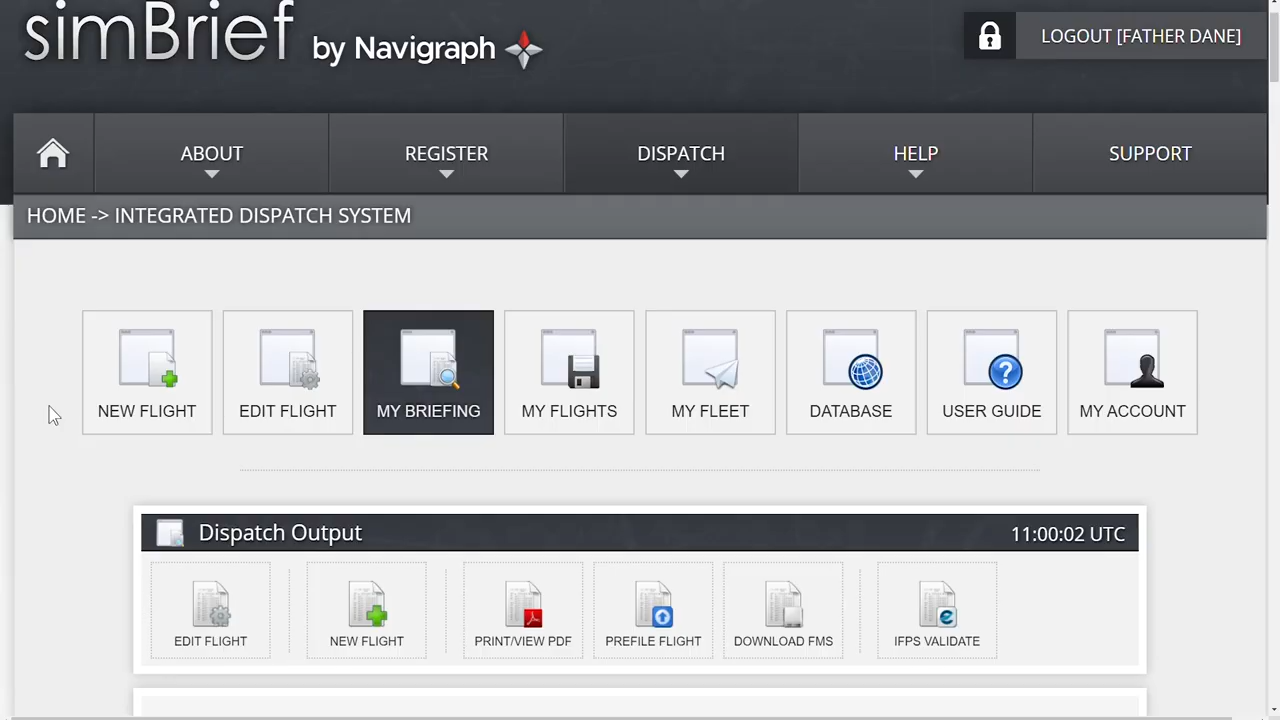 simBrief by Navigraph
LOGOUT [FATHER DANE]
ABOUT
REGISTER
DISPATCH
HELP
SUPPORT
HOME -> INTEGRATED DISPATCH SYSTEM
NEW FLIGHT
EDIT FLIGHT
MY BRIEFING
MY FLIGHTS
MY FLEET
DATABASE
USER GUIDE
MY ACCOUNT
Dispatch Output
11:00:02 UTC
EDIT FLIGHT
NEW FLIGHT
PRINT/VIEW PDF
PREFILE FLIGHT
DOWNLOAD FMS
IFPS VALIDATE